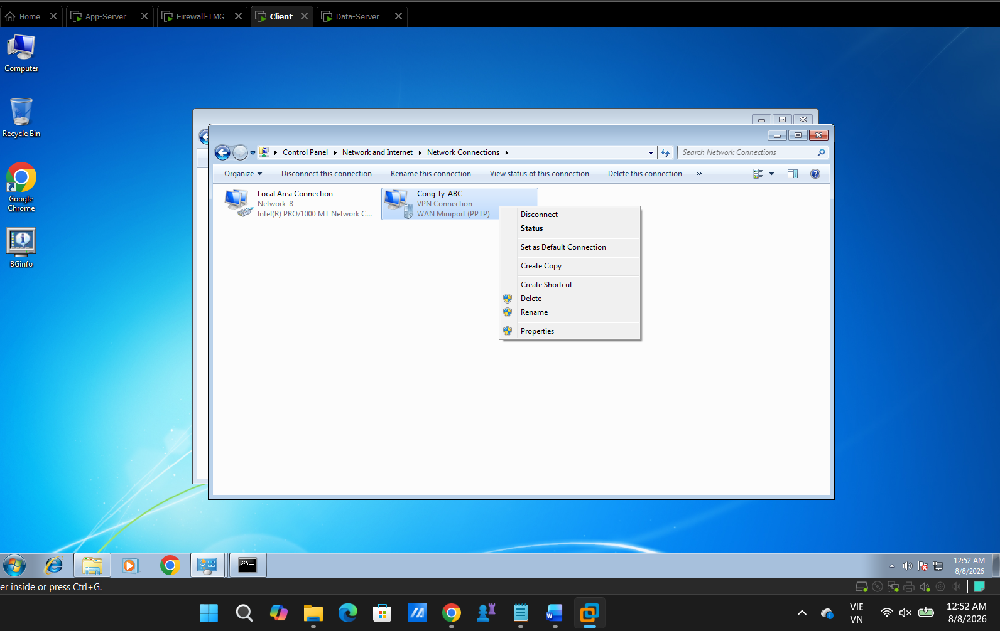 Home
App-Server
Firewall-TMG
Client
Data-Server
Computer
Recycle Bin
Google
Chrome
BGinfo
Control Panel
Network and Internet
Network Connections
Search Network Connections
Organize
Disconnect this connection
Rename this connection
View status of this connection
Delete this connection
»
Local Area Connection
Network 8
Intel(R) PRO/1000 MT Network C...
Cong-ty-ABC
VPN Connection
WAN Miniport (PPTP)
Disconnect
Status
Set as Default Connection
Create Copy
Create Shortcut
Delete
Rename
Properties
C:\_
12:52 AM
8/8/2026
er inside or press Ctrl+G.
VIE
VN
12:52 AM
8/8/2026